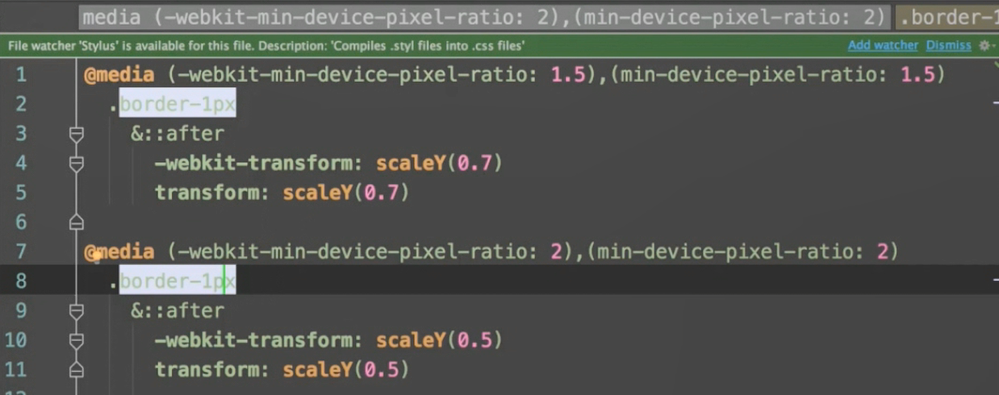 media (-webkit-min-device-pixel-ratio: 2),(min-device-pixel-ratio: 2) .border-1
File watcher 'Stylus' is available for this file. Description: 'Compiles .styl files into .css files' Add watcher Dismiss
1 @media (-webkit-min-device-pixel-ratio: 1.5),(min-device-pixel-ratio: 1.5)
2 .border-1px
3 &::after
4 -webkit-transform: scaleY(0.7)
5 transform: scaleY(0.7)
6
7 @media (-webkit-min-device-pixel-ratio: 2),(min-device-pixel-ratio: 2)
8 .border-1px
9 &::after
10 -webkit-transform: scaleY(0.5)
11 transform: scaleY(0.5)